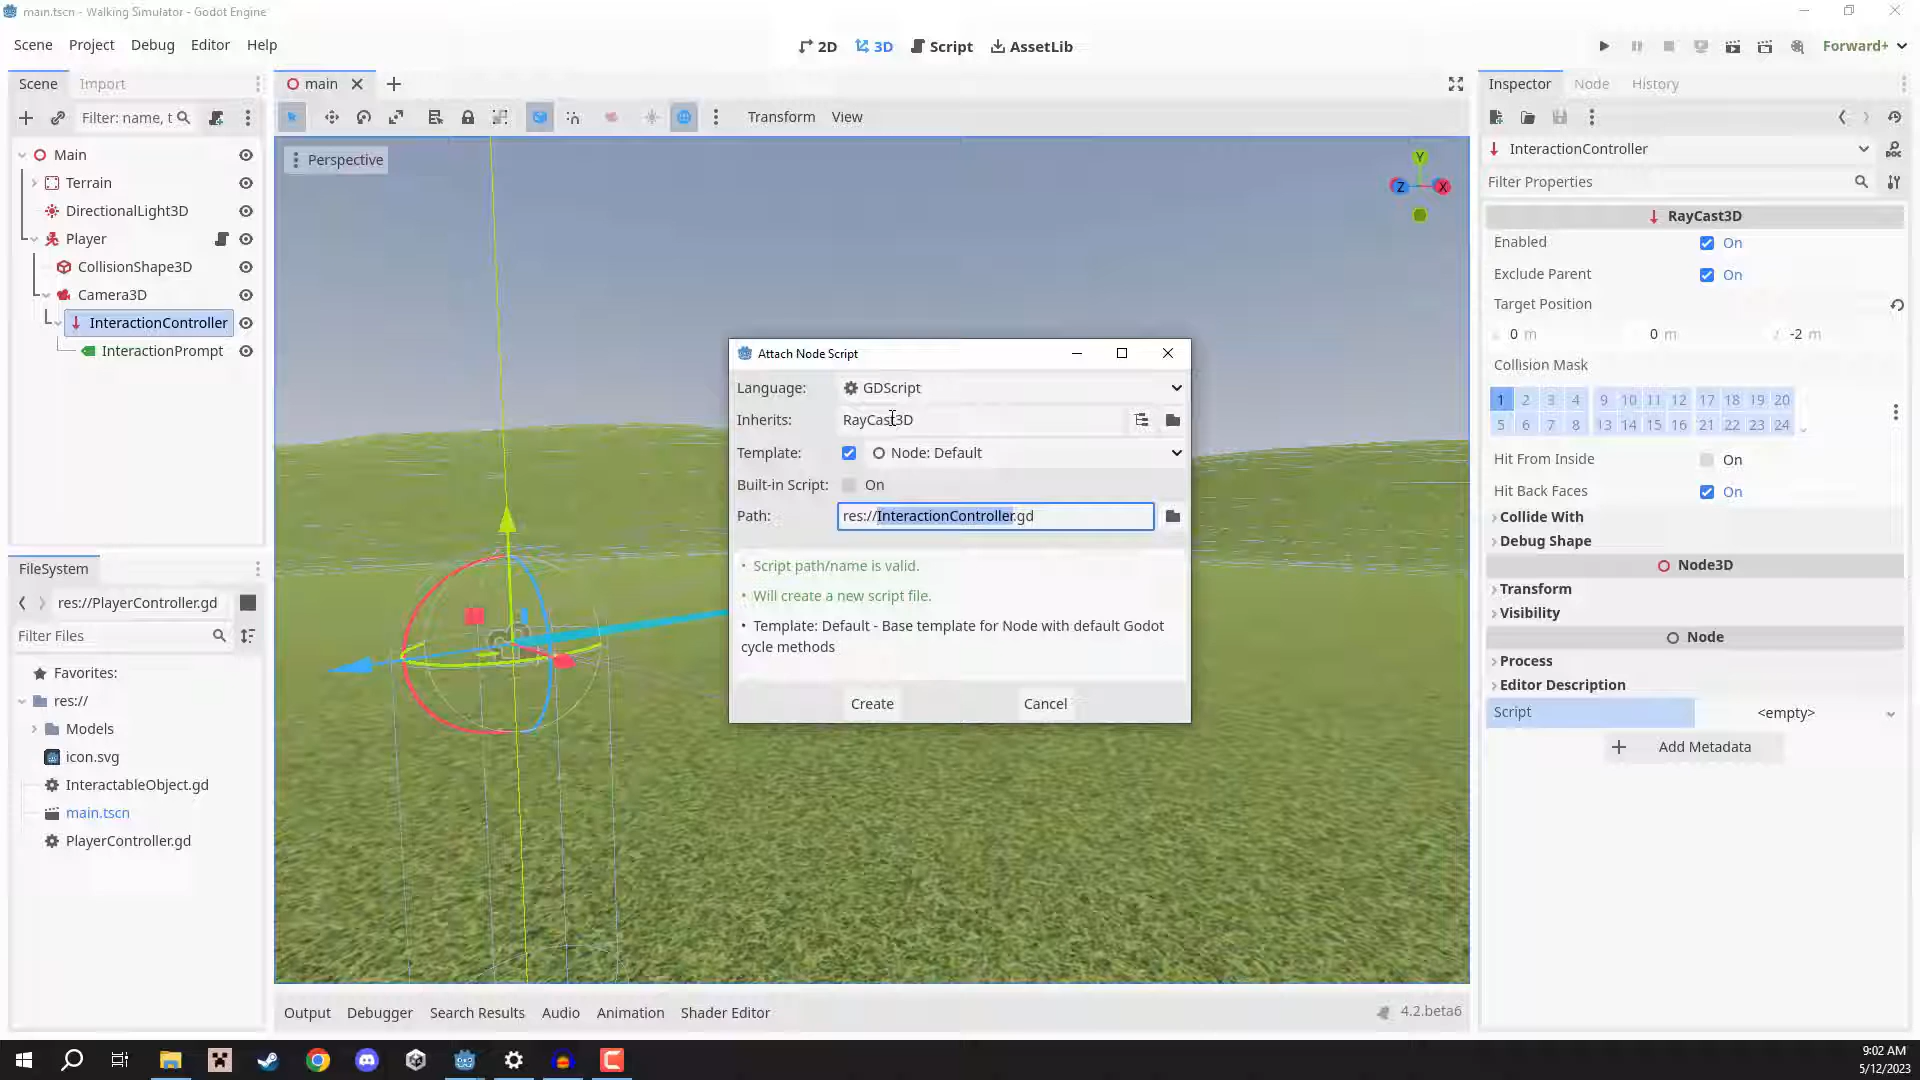 main.tscn - Walking Simulator - Godot Engine
Scene Project Debug Editor Help
2D 3D Script AssetLib
Forward+
Scene Import
Filter: name, t
Main
Terrain
DirectionalLight3D
Player
CollisionShape3D
Camera3D
InteractionController
InteractionPrompt
FileSystem
res://PlayerController.gd
Filter Files
Favorites:
res://
Models
icon.svg
InteractableObject.gd
main.tscn
PlayerController.gd
main
Transform View
Perspective
Y
Z
X
Attach Node Script
Language: GDScript
Inherits: RayCast3D
Template: Node: Default
Built-in Script: On
Path: res://InteractionController.gd
• Script path/name is valid.
• Will create a new script file.
• Template: Default - Base template for Node with default Godot
cycle methods
Create Cancel
Output Debugger Search Results Audio Animation Shader Editor
4.2.beta6
Inspector Node History
InteractionController
Filter Properties
RayCast3D
Enabled On
Exclude Parent On
Target Position
0 m 0 m z -2 m
Collision Mask
1 2 3 4 9 10 11 12 17 18 19 20
5 6 7 8 13 14 15 16 21 22 23 24
Hit From Inside On
Hit Back Faces On
Collide With
Debug Shape
Node3D
Transform
Visibility
Node
Process
Editor Description
Script <empty>
Add Metadata
9:02 AM
5/12/2023